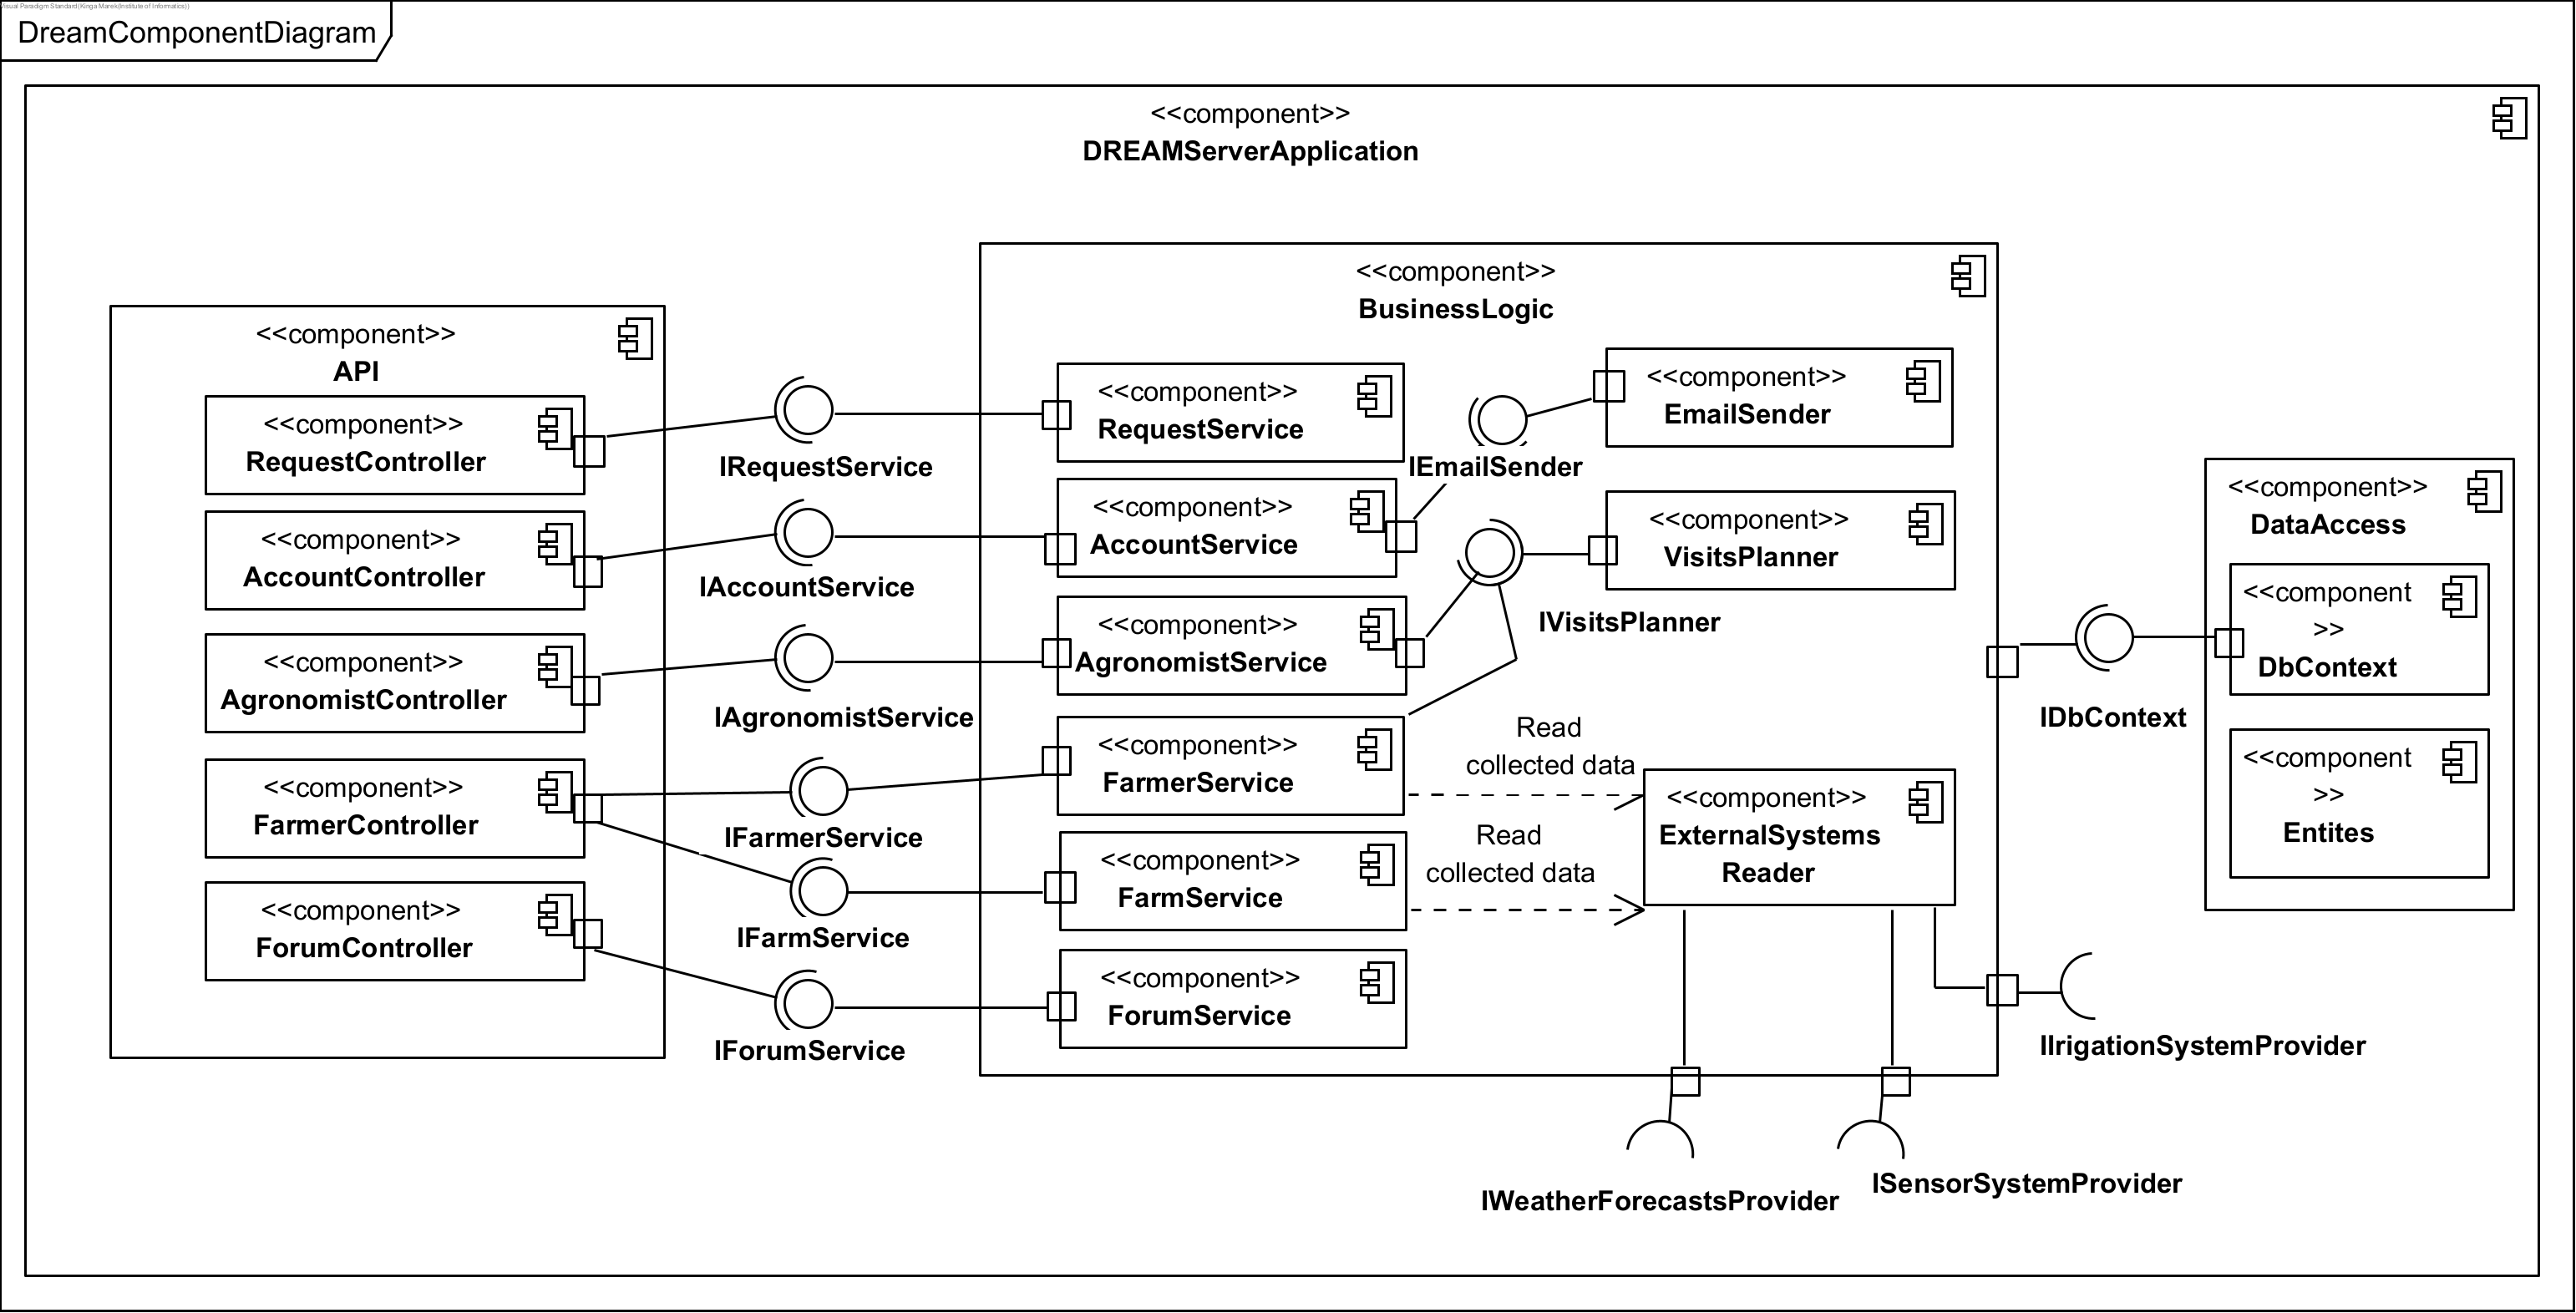 Visual Paradigm Standard(Kinga Marek(Institute of Informatics))
DreamComponentDiagram
<<component>>
DREAMServerApplication
<<component>>
API
<<component>>
RequestController
<<component>>
AccountController
<<component>>
AgronomistController
<<component>>
FarmerController
<<component>>
ForumController
IRequestService
IAccountService
IAgronomistService
IFarmerService
IFarmService
IForumService
<<component>>
BusinessLogic
<<component>>
RequestService
<<component>>
AccountService
<<component>>
AgronomistService
<<component>>
FarmerService
<<component>>
FarmService
<<component>>
ForumService
IEmailSender
<<component>>
EmailSender
<<component>>
VisitsPlanner
IVisitsPlanner
Read
collected data
Read
collected data
<<component>>
ExternalSystems
Reader
IWeatherForecastsProvider
ISensorSystemProvider
IIrigationSystemProvider
IDbContext
<<component>>
DataAccess
<<component
>>
DbContext
<<component
>>
Entites